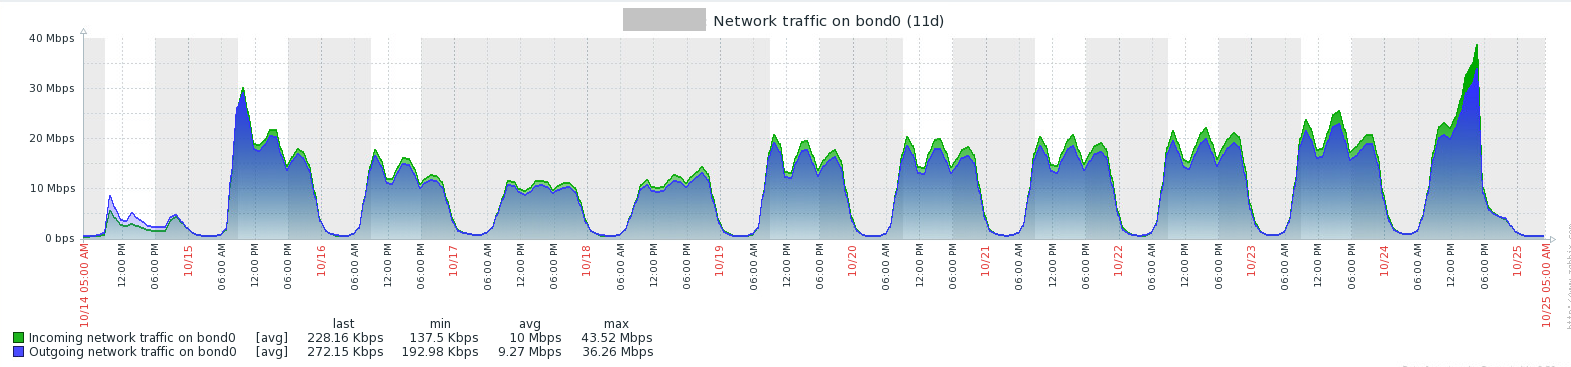 Network traffic on bond0 (11d)
40 Mbps
30 Mbps
20 Mbps
10 Mbps
0 bps
10/14 05:00 AM
12:00 PM
06:00 PM
10/15
06:00 AM
12:00 PM
06:00 PM
10/16
06:00 AM
12:00 PM
06:00 PM
10/17
06:00 AM
12:00 PM
06:00 PM
10/18
06:00 AM
12:00 PM
06:00 PM
10/19
06:00 AM
12:00 PM
06:00 PM
10/20
06:00 AM
12:00 PM
06:00 PM
10/21
06:00 AM
12:00 PM
06:00 PM
10/22
06:00 AM
12:00 PM
06:00 PM
10/23
06:00 AM
12:00 PM
06:00 PM
10/24
06:00 AM
12:00 PM
06:00 PM
10/25
10/25 05:00 AM
last min avg max
Incoming network traffic on bond0 [avg] 228.16 Kbps 137.5 Kbps 10 Mbps 43.52 Mbps
Outgoing network traffic on bond0 [avg] 272.15 Kbps 192.98 Kbps 9.27 Mbps 36.26 Mbps